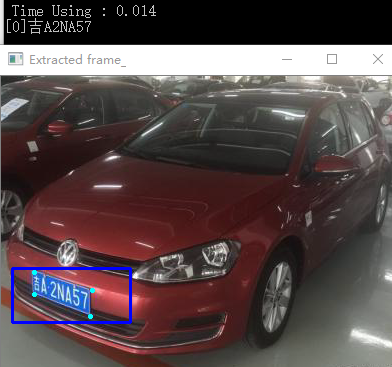 Time Using : 0.014
[0]吉A2NA57
Extracted frame_
吉A·2NA57